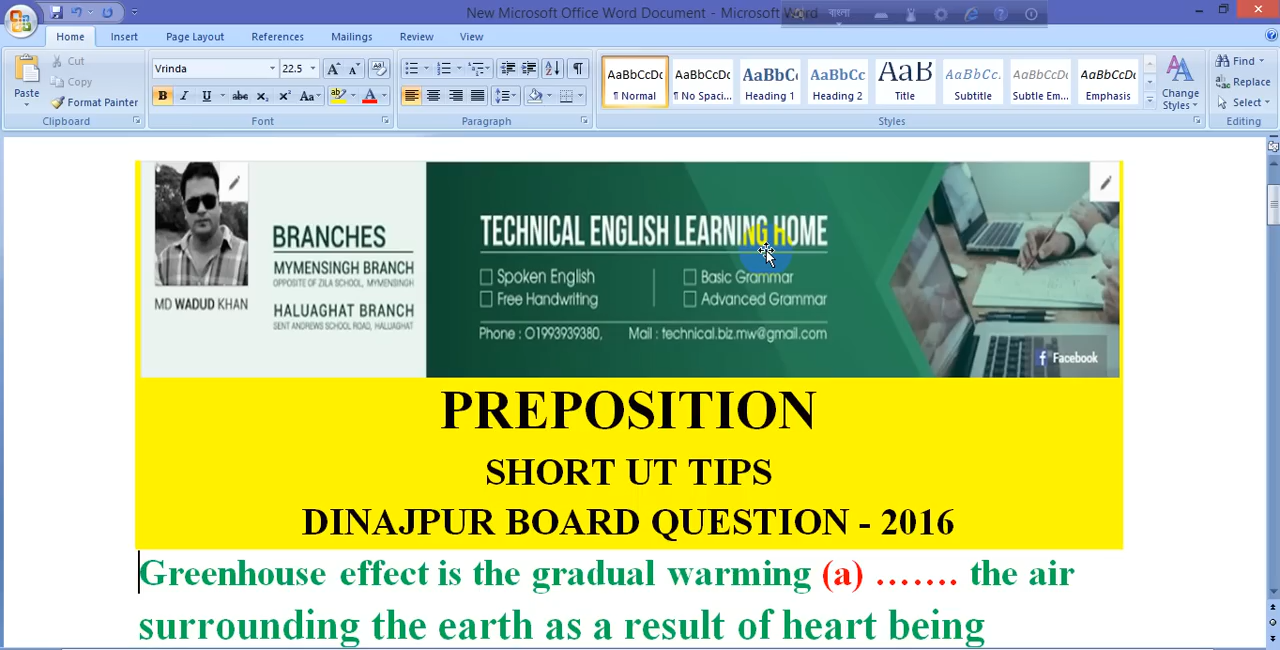 New Microsoft Office Word Document - Microsoft Word
বাংলা
Home Insert Page Layout References Mailings Review View
Paste
Cut
Copy
Format Painter
Clipboard
Vrinda 22.5
Font
Paragraph
AaBbCcDc AaBbCcDc AaBbC( AaBbCc AaB AaBbCc. AaBbCcDc AaBbCcDc
¶ Normal ¶ No Spaci... Heading 1 Heading 2 Title Subtitle Subtle Em... Emphasis
Change Styles
Styles
Find
Replace
Select
Editing
MD WADUD KHAN
BRANCHES
MYMENSINGH BRANCH
OPPOSITE OF ZILA SCHOOL, MYMENSINGH
HALUAGHAT BRANCH
SENT ANDREWS SCHOOL ROAD, HALUAGHAT
TECHNICAL ENGLISH LEARNING HOME
Spoken English Basic Grammar
Free Handwriting Advanced Grammar
Phone : 01993939380, Mail : technical.biz.mw@gmail.com
Facebook
PREPOSITION
SHORT UT TIPS
DINAJPUR BOARD QUESTION - 2016
Greenhouse effect is the gradual warming (a) ……. the air
surrounding the earth as a result of heart being